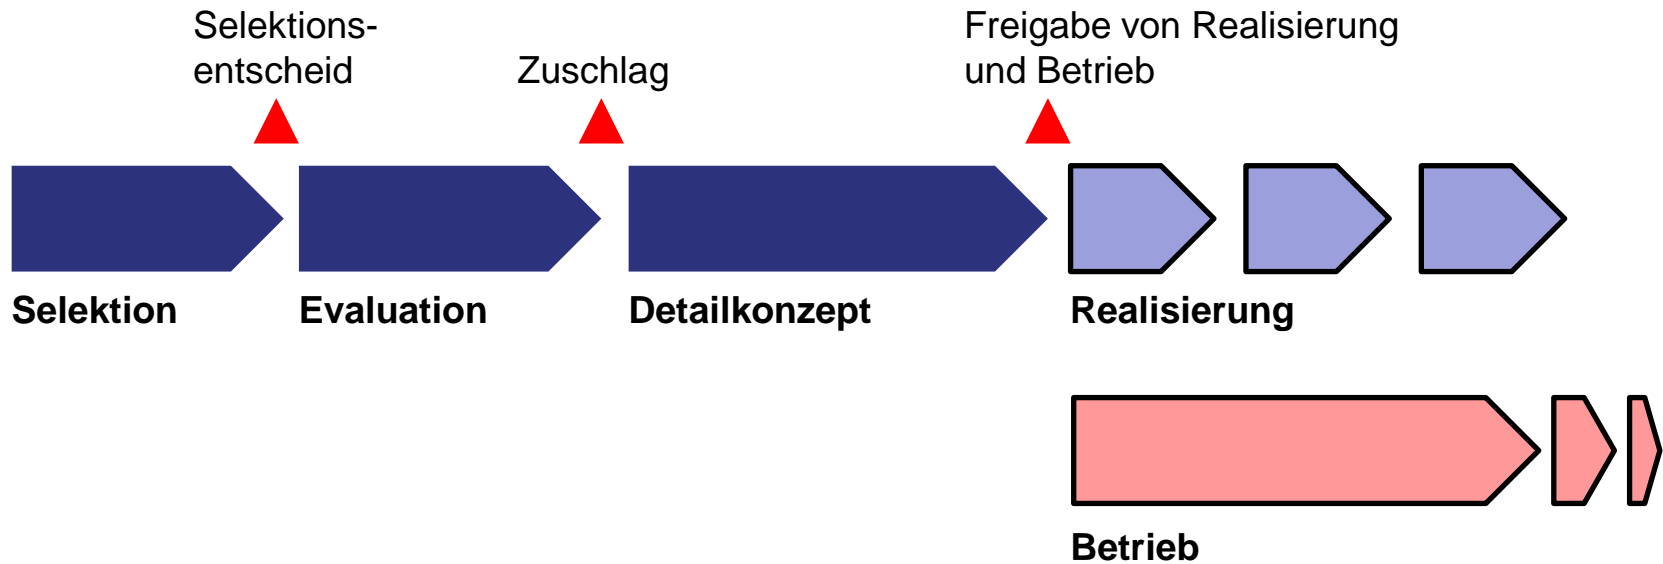 Selektions-
entscheid
Zuschlag
Freigabe von Realisierung
und Betrieb
Selektion
Evaluation
Detailkonzept
Realisierung
Betrieb